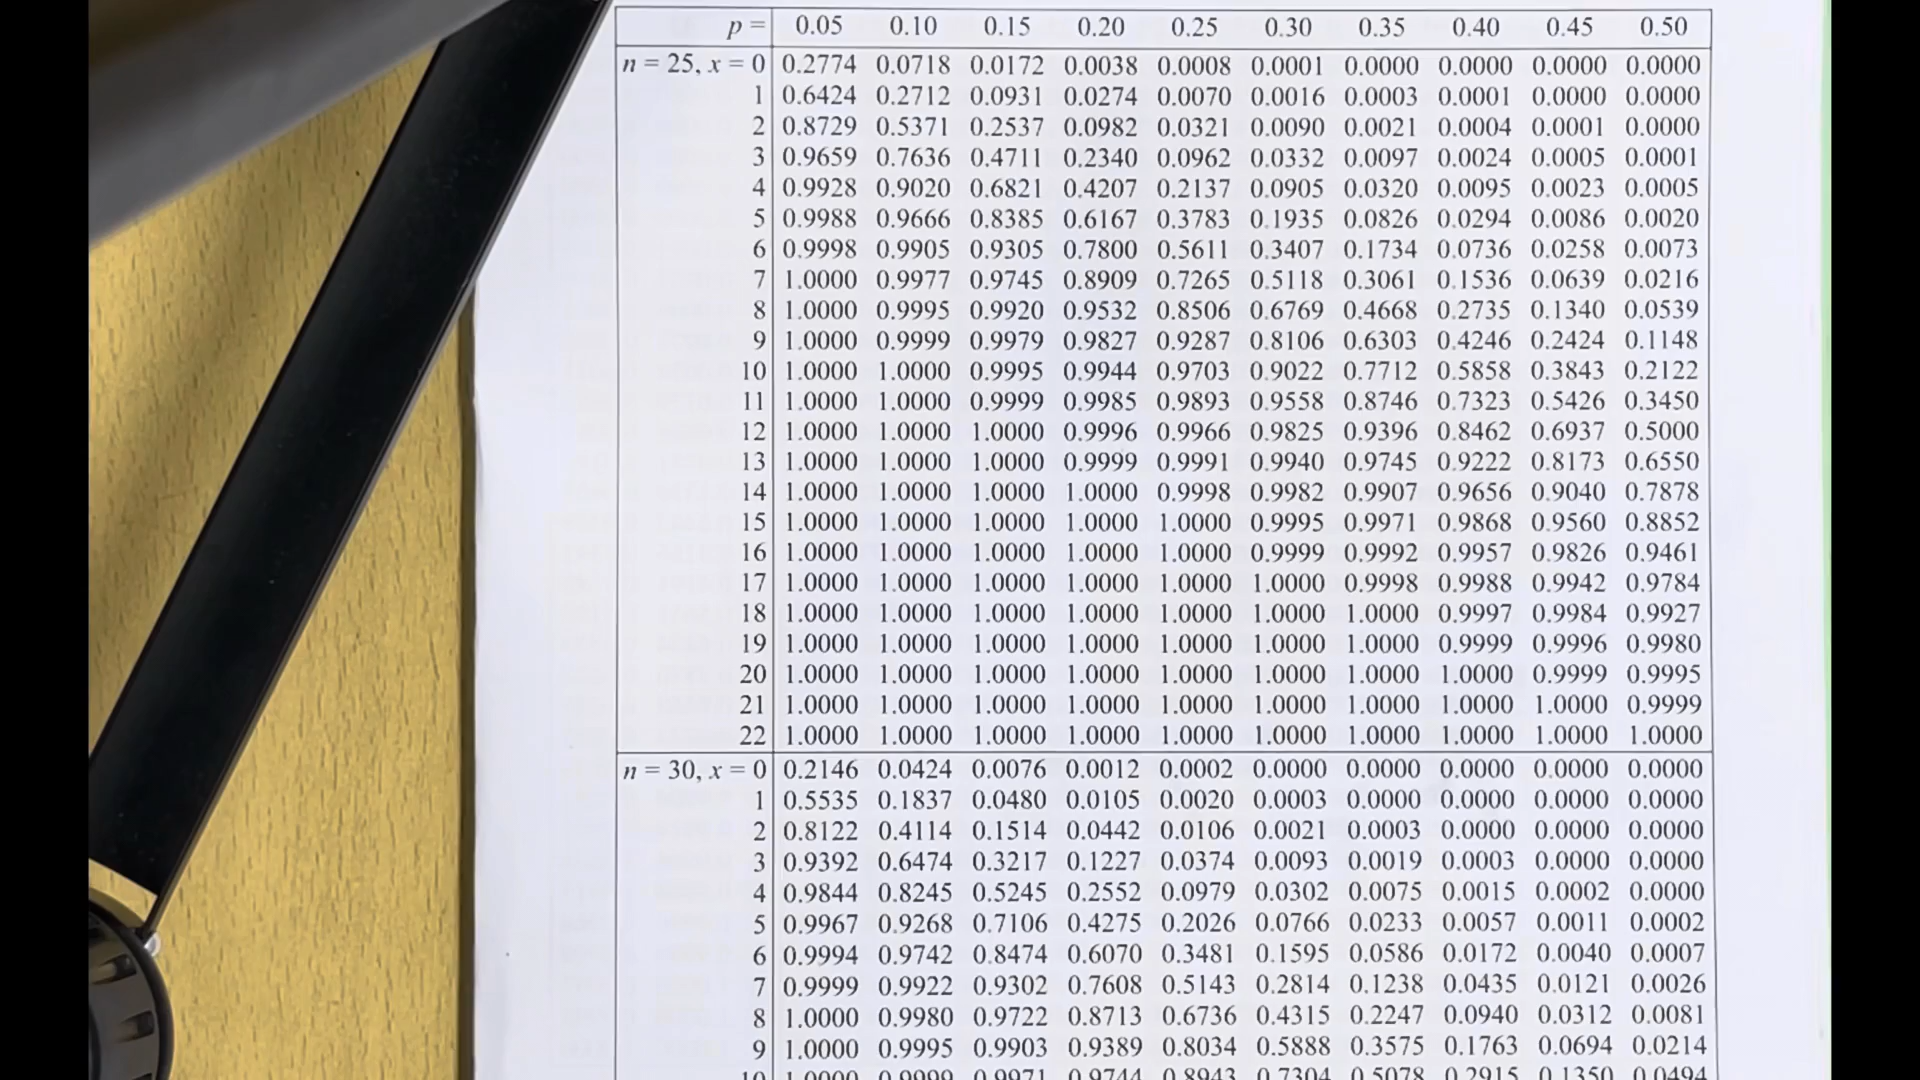 p = 0.05 0.10 0.15 0.20 0.25 0.30 0.35 0.40 0.45 0.50
n = 25, x = 0 0.2774 0.0718 0.0172 0.0038 0.0008 0.0001 0.0000 0.0000 0.0000 0.0000
1 0.6424 0.2712 0.0931 0.0274 0.0070 0.0016 0.0003 0.0001 0.0000 0.0000
2 0.8729 0.5371 0.2537 0.0982 0.0321 0.0090 0.0021 0.0004 0.0001 0.0000
3 0.9659 0.7636 0.4711 0.2340 0.0962 0.0332 0.0097 0.0024 0.0005 0.0001
4 0.9928 0.9020 0.6821 0.4207 0.2137 0.0905 0.0320 0.0095 0.0023 0.0005
5 0.9988 0.9666 0.8385 0.6167 0.3783 0.1935 0.0826 0.0294 0.0086 0.0020
6 0.9998 0.9905 0.9305 0.7800 0.5611 0.3407 0.1734 0.0736 0.0258 0.0073
7 1.0000 0.9977 0.9745 0.8909 0.7265 0.5118 0.3061 0.1536 0.0639 0.0216
8 1.0000 0.9995 0.9920 0.9532 0.8506 0.6769 0.4668 0.2735 0.1340 0.0539
9 1.0000 0.9999 0.9979 0.9827 0.9287 0.8106 0.6303 0.4246 0.2424 0.1148
10 1.0000 1.0000 0.9995 0.9944 0.9703 0.9022 0.7712 0.5858 0.3843 0.2122
11 1.0000 1.0000 0.9999 0.9985 0.9893 0.9558 0.8746 0.7323 0.5426 0.3450
12 1.0000 1.0000 1.0000 0.9996 0.9966 0.9825 0.9396 0.8462 0.6937 0.5000
13 1.0000 1.0000 1.0000 0.9999 0.9991 0.9940 0.9745 0.9222 0.8173 0.6550
14 1.0000 1.0000 1.0000 1.0000 0.9998 0.9982 0.9907 0.9656 0.9040 0.7878
15 1.0000 1.0000 1.0000 1.0000 1.0000 0.9995 0.9971 0.9868 0.9560 0.8852
16 1.0000 1.0000 1.0000 1.0000 1.0000 0.9999 0.9992 0.9957 0.9826 0.9461
17 1.0000 1.0000 1.0000 1.0000 1.0000 1.0000 0.9998 0.9988 0.9942 0.9784
18 1.0000 1.0000 1.0000 1.0000 1.0000 1.0000 1.0000 0.9997 0.9984 0.9927
19 1.0000 1.0000 1.0000 1.0000 1.0000 1.0000 1.0000 0.9999 0.9996 0.9980
20 1.0000 1.0000 1.0000 1.0000 1.0000 1.0000 1.0000 1.0000 0.9999 0.9995
21 1.0000 1.0000 1.0000 1.0000 1.0000 1.0000 1.0000 1.0000 1.0000 0.9999
22 1.0000 1.0000 1.0000 1.0000 1.0000 1.0000 1.0000 1.0000 1.0000 1.0000
n = 30, x = 0 0.2146 0.0424 0.0076 0.0012 0.0002 0.0000 0.0000 0.0000 0.0000 0.0000
1 0.5535 0.1837 0.0480 0.0105 0.0020 0.0003 0.0000 0.0000 0.0000 0.0000
2 0.8122 0.4114 0.1514 0.0442 0.0106 0.0021 0.0003 0.0000 0.0000 0.0000
3 0.9392 0.6474 0.3217 0.1227 0.0374 0.0093 0.0019 0.0003 0.0000 0.0000
4 0.9844 0.8245 0.5245 0.2552 0.0979 0.0302 0.0075 0.0015 0.0002 0.0000
5 0.9967 0.9268 0.7106 0.4275 0.2026 0.0766 0.0233 0.0057 0.0011 0.0002
6 0.9994 0.9742 0.8474 0.6070 0.3481 0.1595 0.0586 0.0172 0.0040 0.0007
7 0.9999 0.9922 0.9302 0.7608 0.5143 0.2814 0.1238 0.0435 0.0121 0.0026
8 1.0000 0.9980 0.9722 0.8713 0.6736 0.4315 0.2247 0.0940 0.0312 0.0081
9 1.0000 0.9995 0.9903 0.9389 0.8034 0.5888 0.3575 0.1763 0.0694 0.0214
10 1.0000 0.9999 0.9971 0.9744 0.8943 0.7304 0.5078 0.2915 0.1350 0.0494